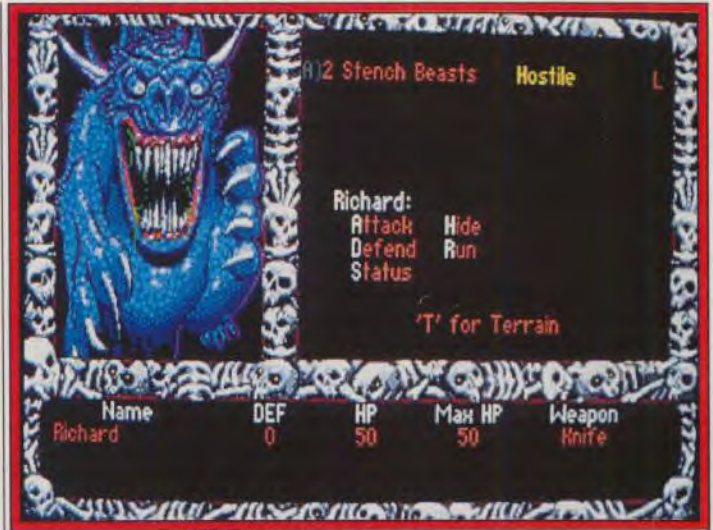 A)2 Stench Beasts Hostile L
Richard:
Attack Hide
Defend Run
Status
'T' for Terrain
Name DEF HP Max HP Weapon
Richard 0 50 50 Knife